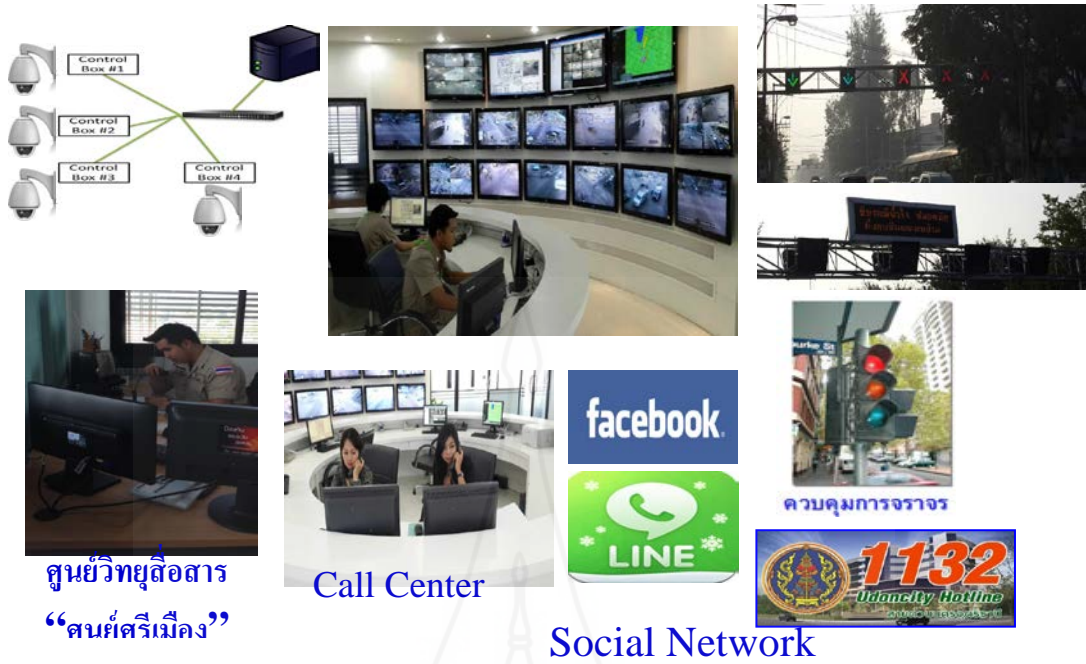 Control
Box #1
Control
Box #2
Control
Box #3
Control
Box #4
facebook
LINE
urke St
ควบคุมการจราจร
1132
Udoncity Hotline
ศูนย์วิทยุสื่อสาร
“ศนย์ศรีเมือง”
Call Center
Social Network